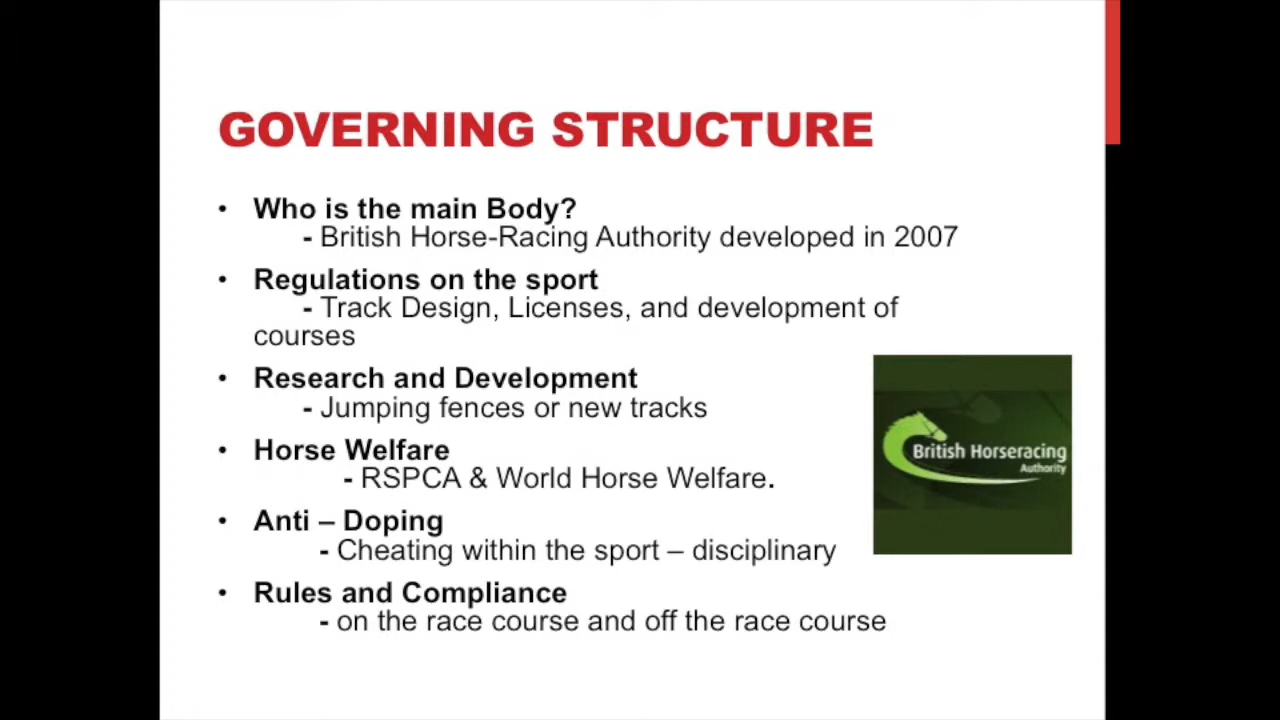 GOVERNING STRUCTURE
• Who is the main Body?
- British Horse-Racing Authority developed in 2007
• Regulations on the sport
- Track Design, Licenses, and development of
courses
• Research and Development
- Jumping fences or new tracks
• Horse Welfare
- RSPCA & World Horse Welfare.
• Anti – Doping
- Cheating within the sport – disciplinary
• Rules and Compliance
- on the race course and off the race course
British Horseracing
Authority